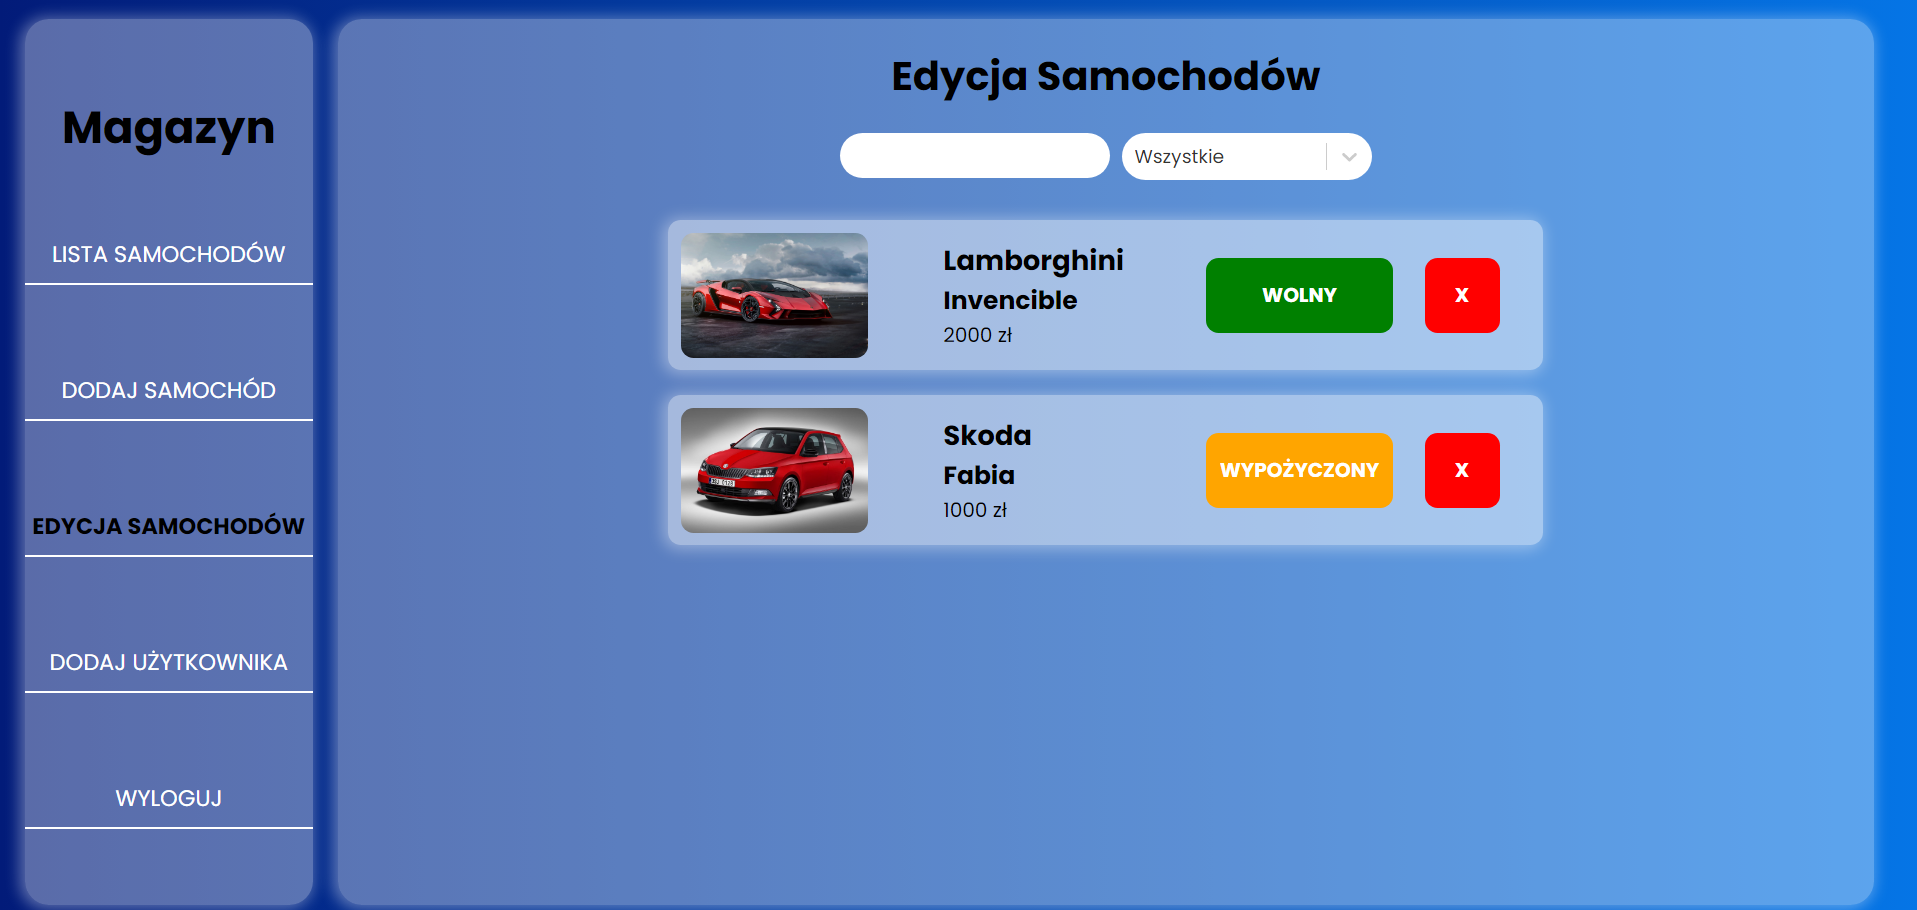 Magazyn
LISTA SAMOCHODÓW
DODAJ SAMOCHÓD
EDYCJA SAMOCHODÓW
DODAJ UŻYTKOWNIKA
WYLOGUJ
Edycja Samochodów
Wszystkie
Lamborghini
Invencible
2000 zł
WOLNY
X
Skoda
Fabia
1000 zł
WYPOŻYCZONY
X